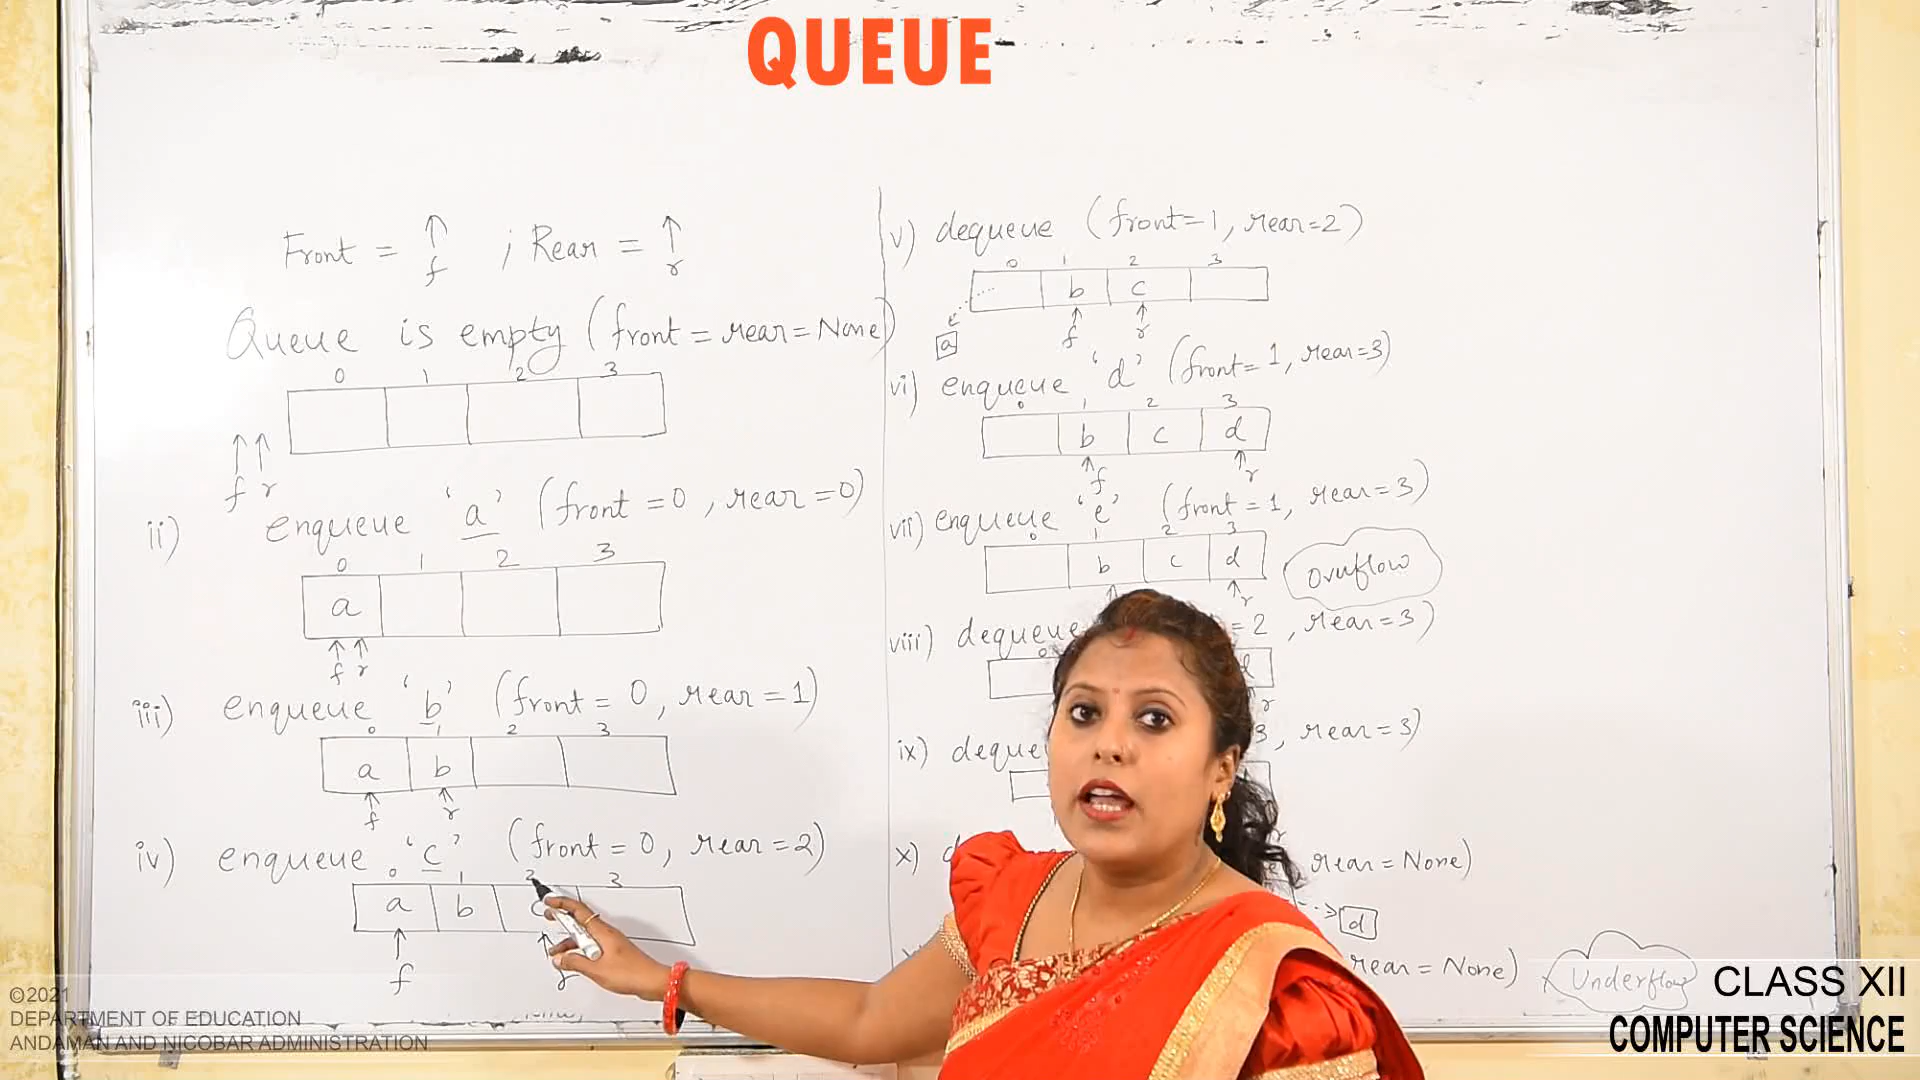 QUEUE
Front = ↑ f ; Rear = ↑ r
Queue is empty (front = rear = None)
0 1 2 3
f r
ii) enqueue 'a' (front = 0, rear = 0)
0 1 2 3
a
f r
iii) enqueue 'b' (front = 0, rear = 1)
0 1 2 3
a b
f r
iv) enqueue 'c' (front = 0, rear = 2)
0 1 2 3
a b c
f r
v) dequeue (front = 1, rear = 2)
0 1 2 3
b c
f r
a
vi) enqueue 'd' (front = 1, rear = 3)
0 1 2 3
b c d
f r
vii) enqueue 'e' (front = 1, rear = 3)
0 1 2 3
b c d
r
Overflow
viii) dequeue = 2, rear = 3)
0
d
r
ix) deque 3, rear = 3)
r
x) d rear = None)
d
rear = None) Underflow
CLASS XII
COMPUTER SCIENCE
©2021
DEPARTMENT OF EDUCATION
ANDAMAN AND NICOBAR ADMINISTRATION